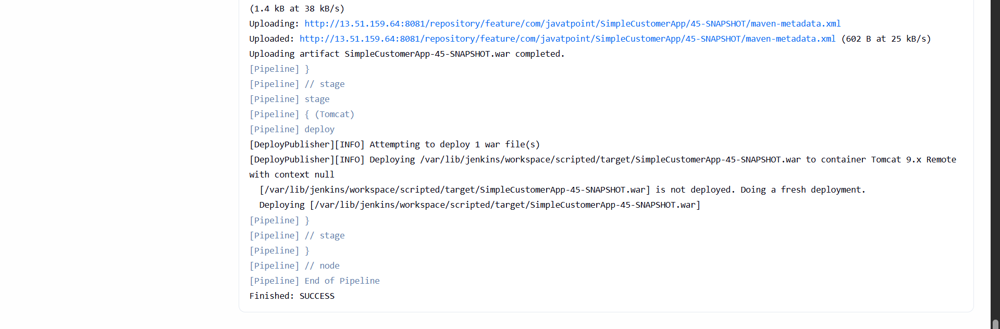 (1.4 kB at 38 kB/s)
Uploading: http://13.51.159.64:8081/repository/feature/com/javatpoint/SimpleCustomerApp/45-SNAPSHOT/maven-metadata.xml
Uploaded: http://13.51.159.64:8081/repository/feature/com/javatpoint/SimpleCustomerApp/45-SNAPSHOT/maven-metadata.xml (602 B at 25 kB/s)
Uploading artifact SimpleCustomerApp-45-SNAPSHOT.war completed.
[Pipeline] }
[Pipeline] // stage
[Pipeline] stage
[Pipeline] { (Tomcat)
[Pipeline] deploy
[DeployPublisher][INFO] Attempting to deploy 1 war file(s)
[DeployPublisher][INFO] Deploying /var/lib/jenkins/workspace/scripted/target/SimpleCustomerApp-45-SNAPSHOT.war to container Tomcat 9.x Remote
with context null
[/var/lib/jenkins/workspace/scripted/target/SimpleCustomerApp-45-SNAPSHOT.war] is not deployed. Doing a fresh deployment.
Deploying [/var/lib/jenkins/workspace/scripted/target/SimpleCustomerApp-45-SNAPSHOT.war]
[Pipeline] }
[Pipeline] // stage
[Pipeline] }
[Pipeline] // node
[Pipeline] End of Pipeline
Finished: SUCCESS